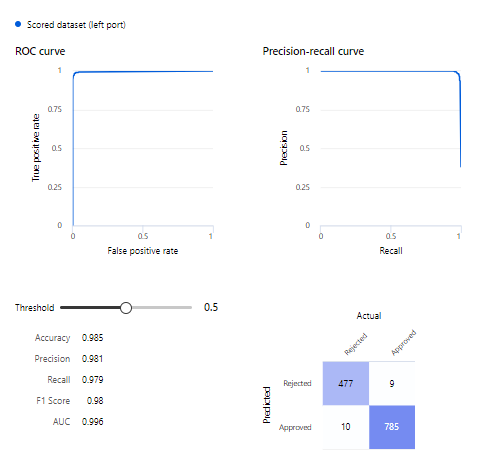 Scored dataset (left port)
ROC curve
Precision-recall curve
True positive rate
1
0.75
0.5
0.25
0
0
0.5
1
False positive rate
Precision
1
0.75
0.5
0.25
0
0
0.5
1
Recall
Threshold 0.5
Accuracy 0.985
Precision 0.981
Recall 0.979
F1 Score 0.98
AUC 0.996
Actual
Rejected Approved
Predicted
Rejected 477 9
Approved 10 785